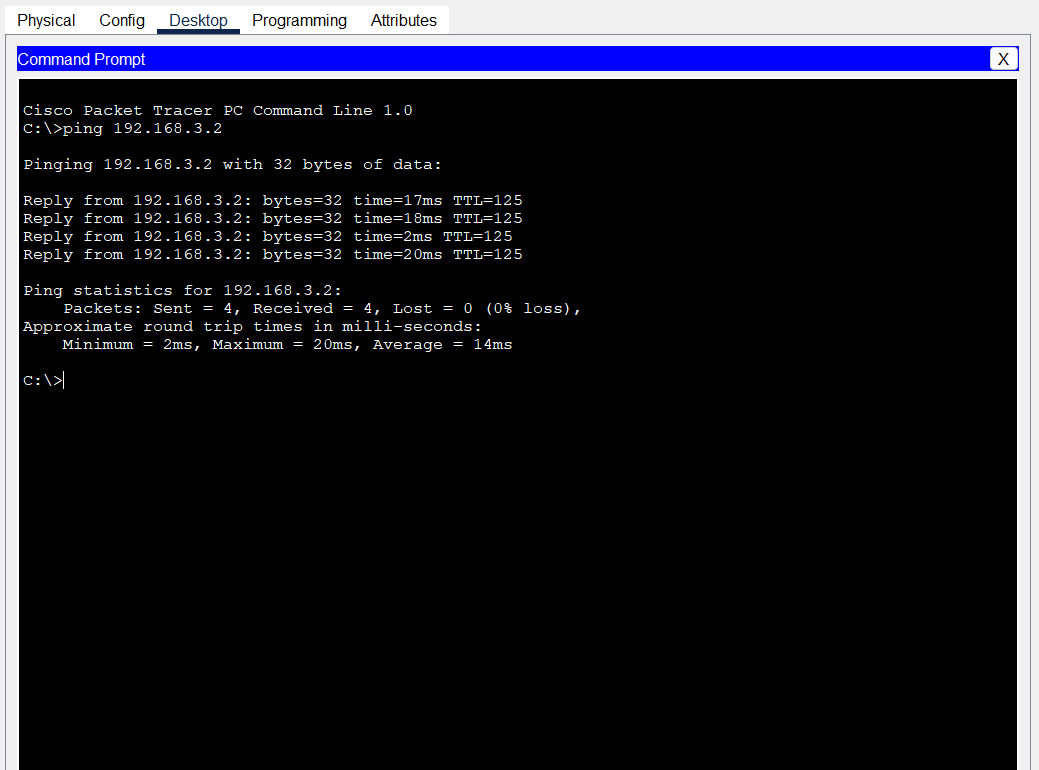 Physical Config Desktop Programming Attributes
Command Prompt X
Cisco Packet Tracer PC Command Line 1.0
C:\>ping 192.168.3.2
Pinging 192.168.3.2 with 32 bytes of data:
Reply from 192.168.3.2: bytes=32 time=17ms TTL=125
Reply from 192.168.3.2: bytes=32 time=18ms TTL=125
Reply from 192.168.3.2: bytes=32 time=2ms TTL=125
Reply from 192.168.3.2: bytes=32 time=20ms TTL=125
Ping statistics for 192.168.3.2:
Packets: Sent = 4, Received = 4, Lost = 0 (0% loss),
Approximate round trip times in milli-seconds:
Minimum = 2ms, Maximum = 20ms, Average = 14ms
C:\>